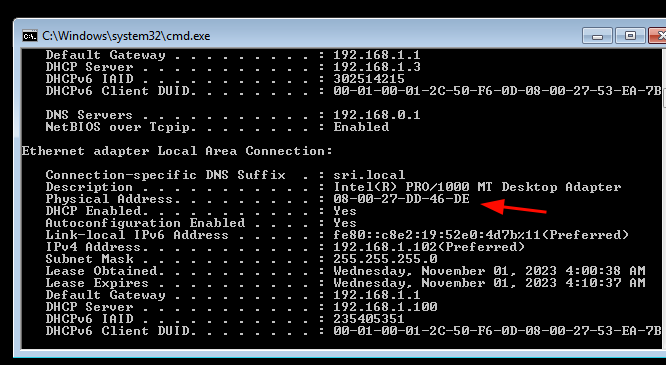 C:\Windows\system32\cmd.exe
Default Gateway . . . . . . . . . : 192.168.1.1
DHCP Server . . . . . . . . . . . : 192.168.1.3
DHCPv6 IAID . . . . . . . . . . . : 302514215
DHCPv6 Client DUID. . . . . . . . : 00-01-00-01-2C-50-F6-0D-08-00-27-53-EA-7B
DNS Servers . . . . . . . . . . . : 192.168.0.1
NetBIOS over Tcpip. . . . . . . . : Enabled
Ethernet adapter Local Area Connection:
Connection-specific DNS Suffix  . : sri.local
Description . . . . . . . . . . . : Intel(R) PRO/1000 MT Desktop Adapter
Physical Address. . . . . . . . . : 08-00-27-DD-46-DE
DHCP Enabled. . . . . . . . . . . : Yes
Autoconfiguration Enabled . . . . : Yes
Link-local IPv6 Address . . . . . : fe80::c8e2:19:52e0:4d7b%11(Preferred)
IPv4 Address. . . . . . . . . . . : 192.168.1.102(Preferred)
Subnet Mask . . . . . . . . . . . : 255.255.255.0
Lease Obtained. . . . . . . . . . : Wednesday, November 01, 2023 4:00:38 AM
Lease Expires . . . . . . . . . . : Wednesday, November 01, 2023 4:10:37 AM
Default Gateway . . . . . . . . . : 192.168.1.1
DHCP Server . . . . . . . . . . . : 192.168.1.100
DHCPv6 IAID . . . . . . . . . . . : 235405351
DHCPv6 Client DUID. . . . . . . . : 00-01-00-01-2C-50-F6-0D-08-00-27-53-EA-7B